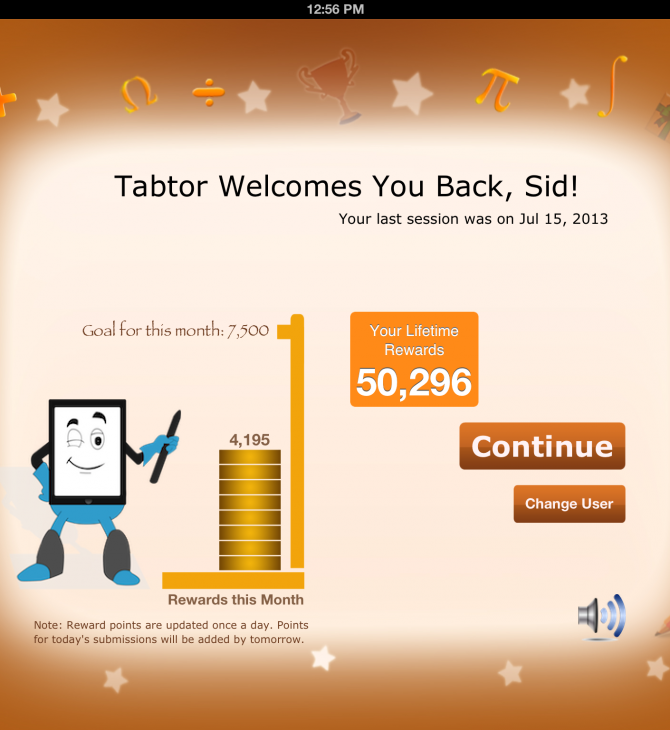 12:56 PM
Tabtor Welcomes You Back, Sid!
Your last session was on Jul 15, 2013
Goal for this month: 7,500
Your Lifetime
Rewards
50,296
4,195
Continue
Change User
Rewards this Month
Note: Reward points are updated once a day. Points
for today's submissions will be added by tomorrow.